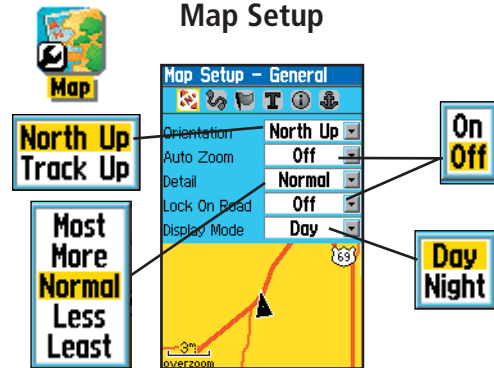 Map Setup
Map
Map Setup - General
T
Orientation North Up
Auto Zoom Off
Detail Normal
Lock On Road Off
Display Mode Day
North Up
Track Up
Most
More
Normal
Less
Least
On
Off
Day
Night
69
3m
overzoom